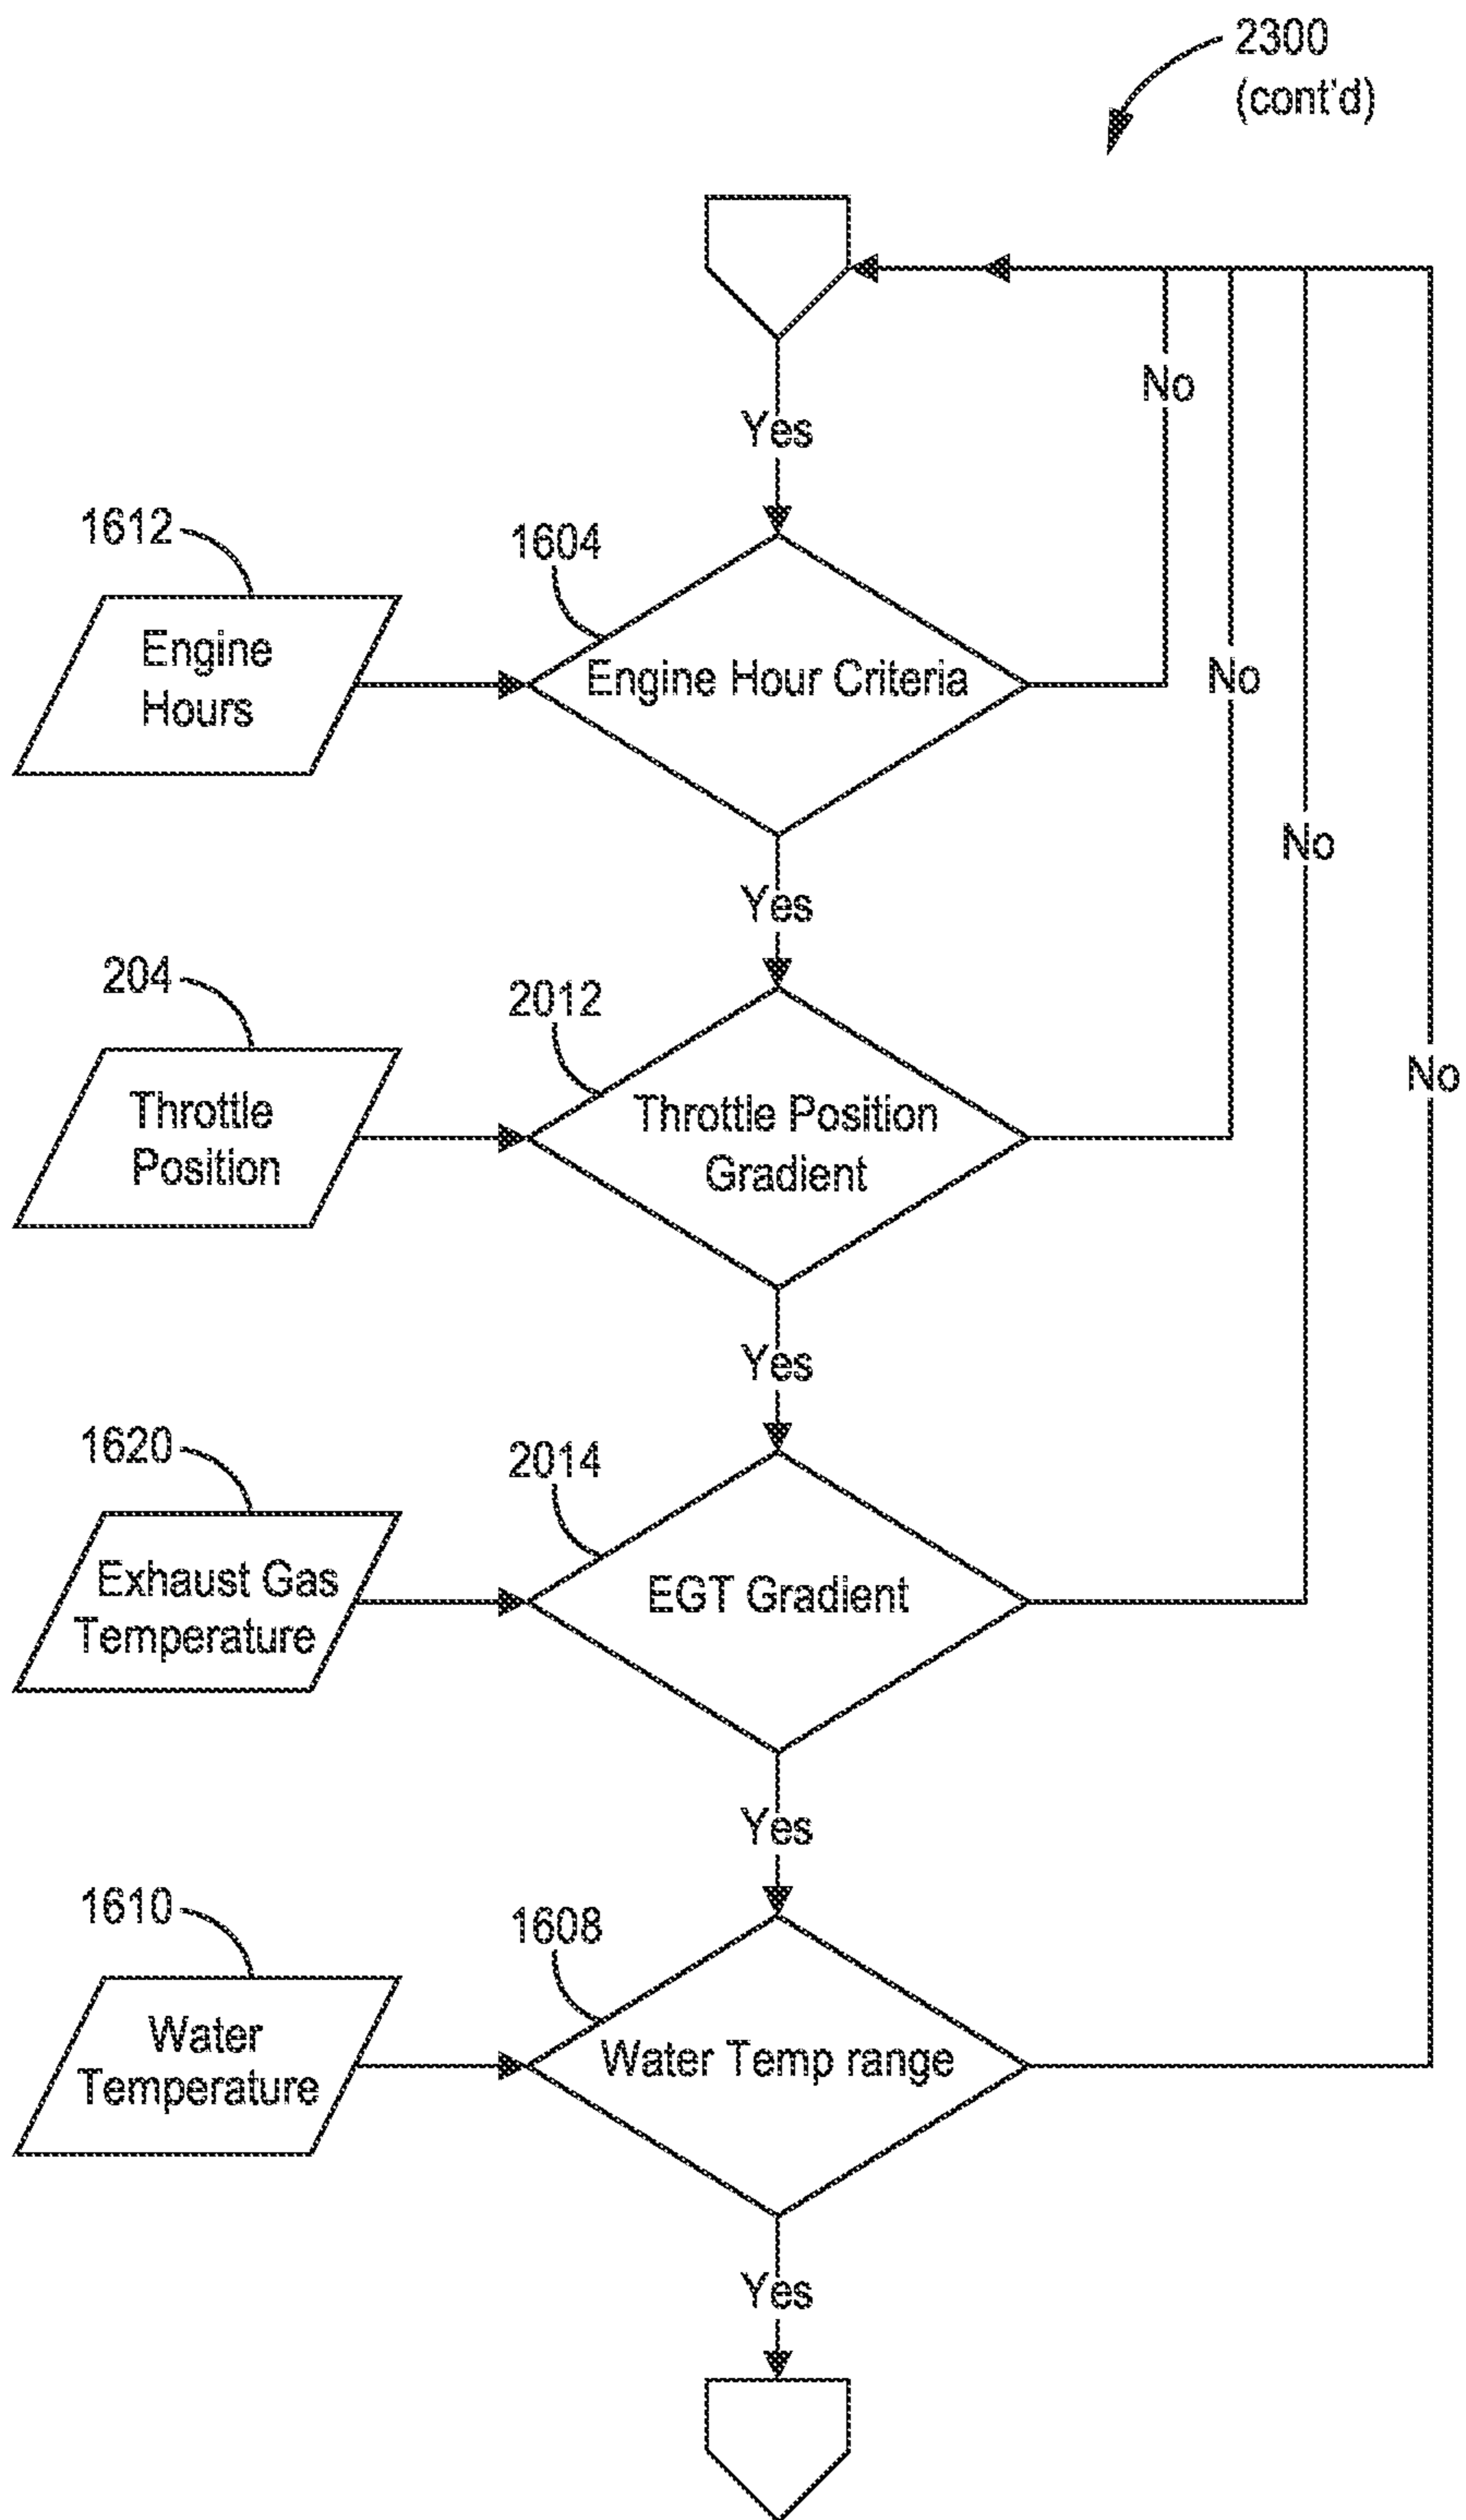 2300
(cont'd)
No
Yes
1612
1604
Engine
Hours
Engine Hour Criteria
No
No
Yes
204
2012
Throttle
Position
Throttle Position
Gradient
No
Yes
1620
2014
Exhaust Gas
Temperature
EGT Gradient
Yes
1610
1608
Water
Temperature
Water Temp range
Yes